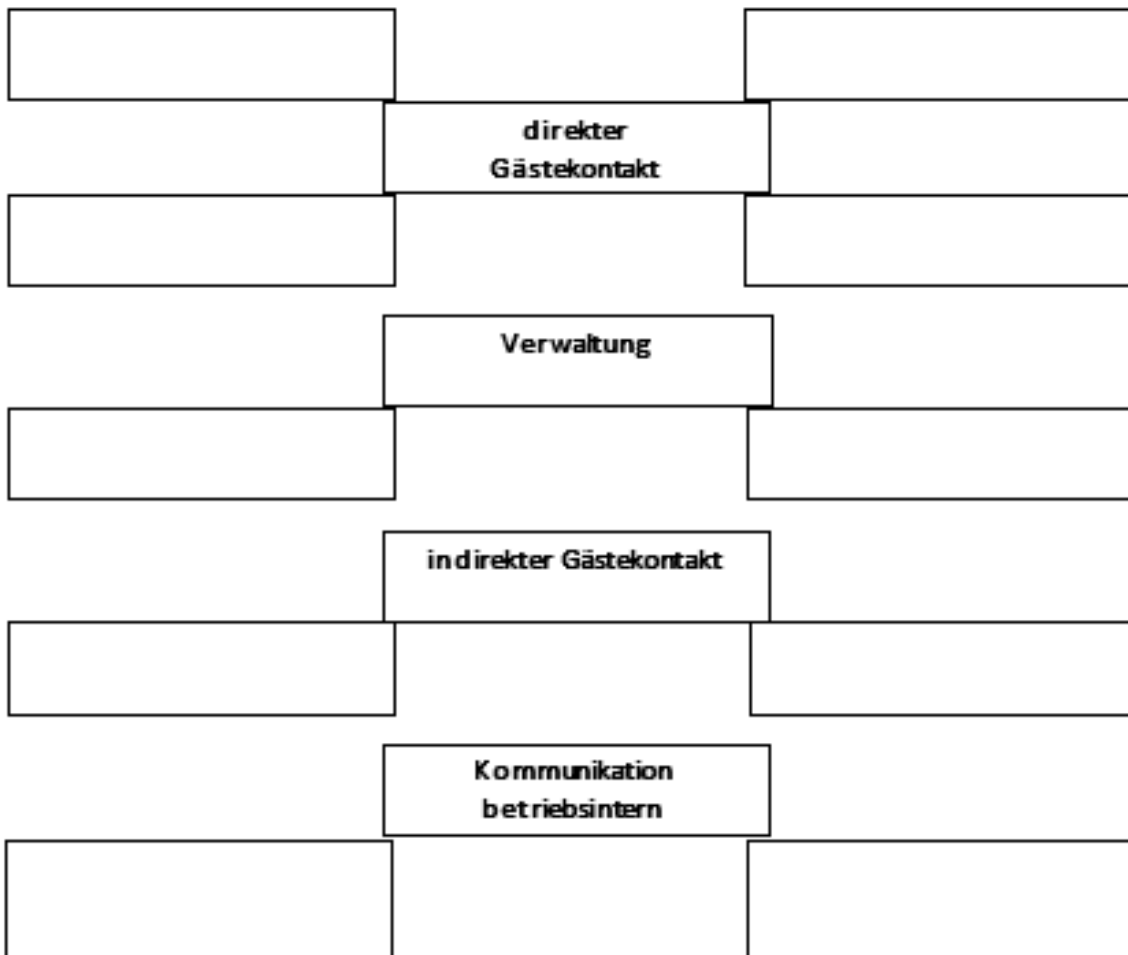 direkter
Gästekontakt
Verwaltung
indirekter Gästekontakt
Kommunikation
betriebsintern